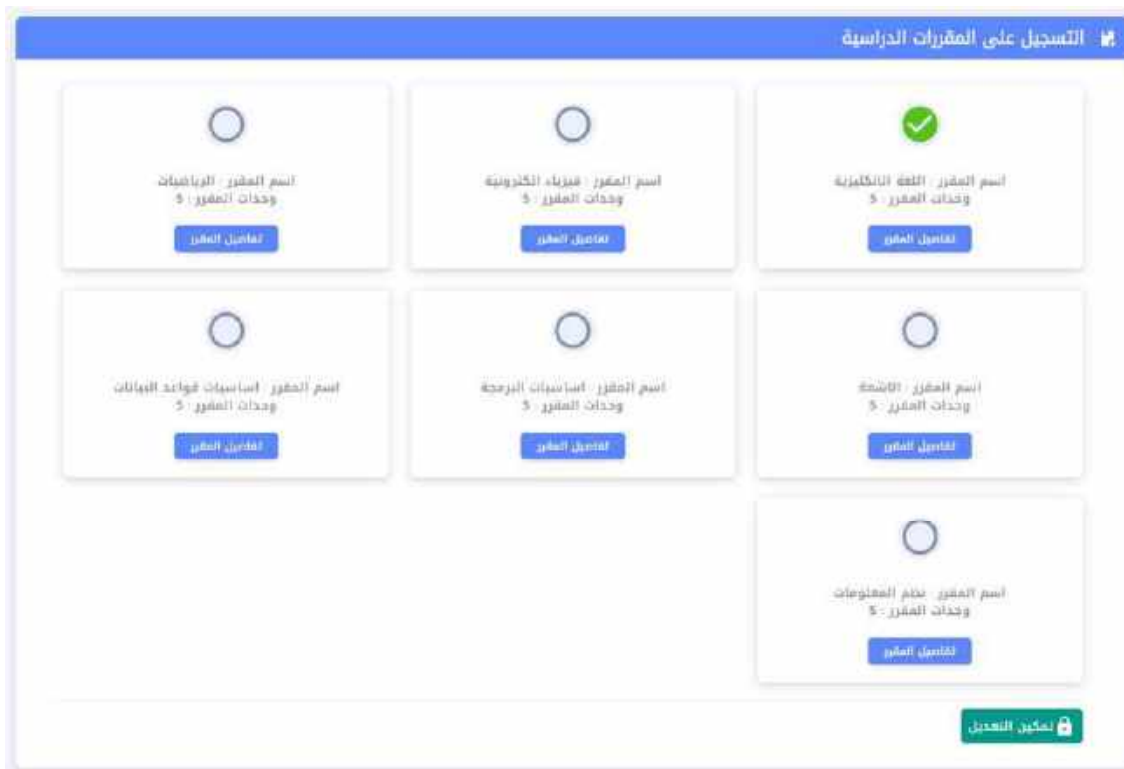 التسجيل على المقررات الدراسية
اسم المقرر : اللغة الانكليزية
وحدات المقرر : 5
تفاصيل المقرر
اسم المقرر : فيزياء الكترونية
وحدات المقرر : 5
تفاصيل المقرر
اسم المقرر : الرياضيات
وحدات المقرر : 5
تفاصيل المقرر
اسم المقرر : الاتمتة
وحدات المقرر : 5
تفاصيل المقرر
اسم المقرر : اساسيات البرمجة
وحدات المقرر : 5
تفاصيل المقرر
اسم المقرر : اساسيات قواعد البيانات
وحدات المقرر : 5
تفاصيل المقرر
اسم المقرر : نظم المعلومات
وحدات المقرر : 5
تفاصيل المقرر
تمكين التعديل